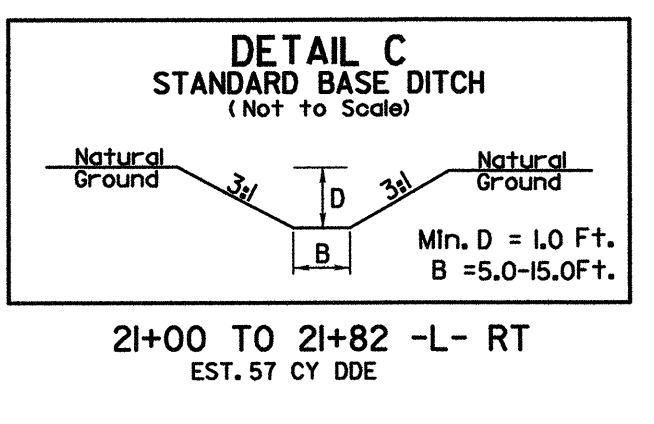 DETAIL C
STANDARD BASE DITCH
(Not to Scale)
Natural
Ground
3:1
D
3:1
Natural
Ground
B
Min. D = 1.0 Ft.
B =5.0-15.0Ft.
21+00 TO 21+82 -L- RT
EST. 57 CY DDE